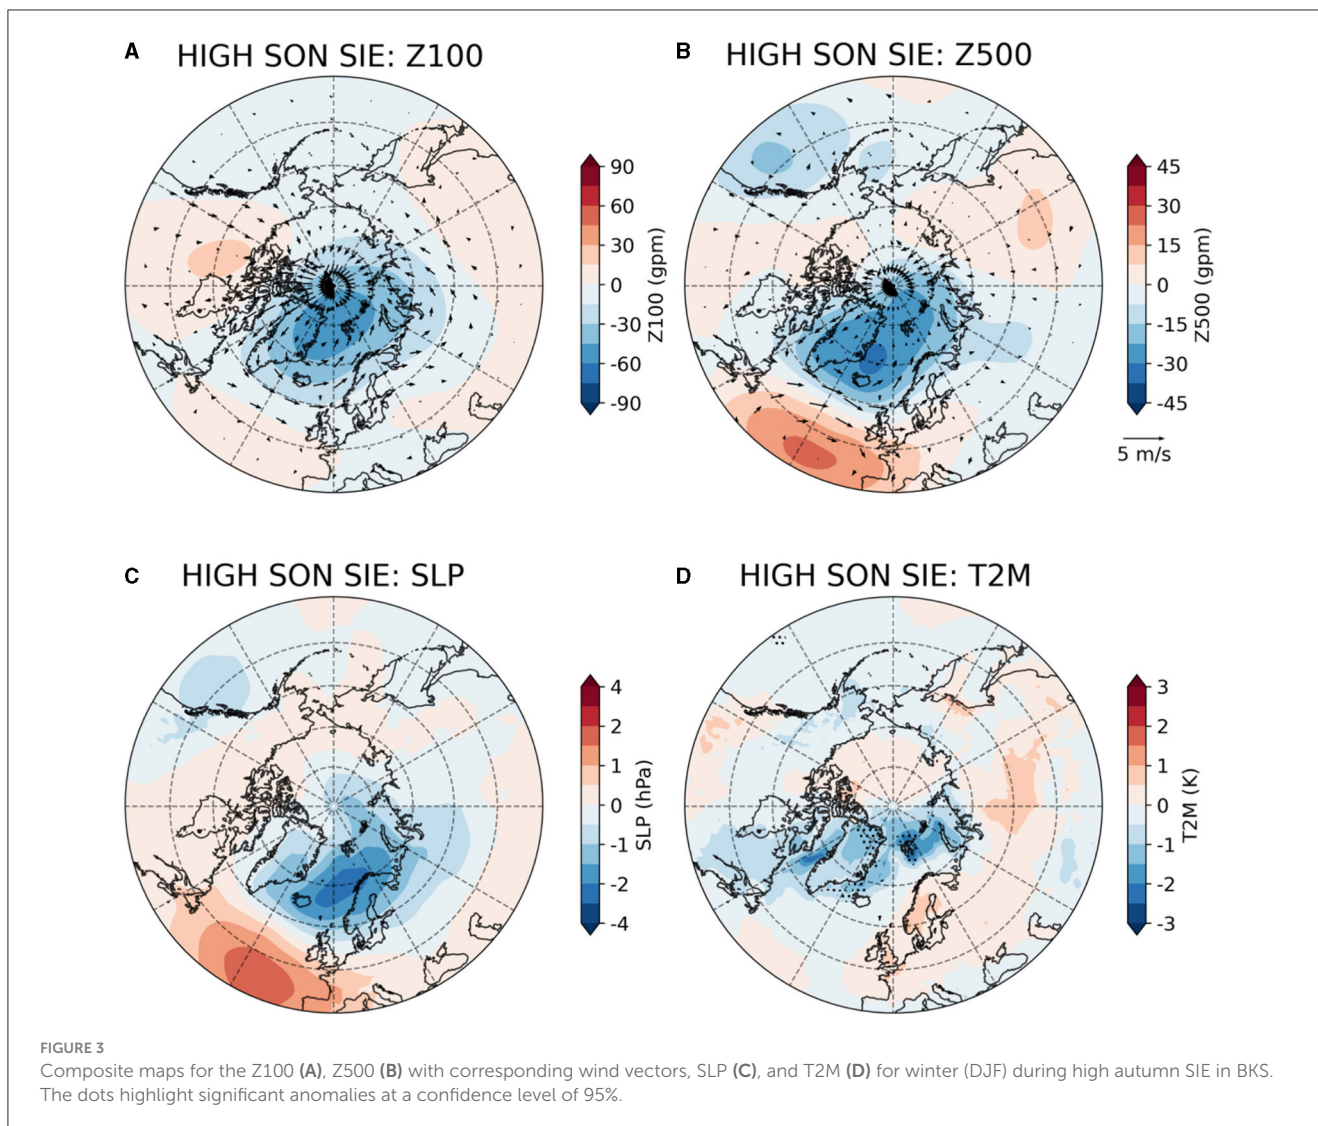 A
HIGH SON SIE: Z100
90
60
30
0
-30
-60
-90
Z100 (gpm)
B
HIGH SON SIE: Z500
45
30
15
0
-15
-30
-45
Z500 (gpm)
5 m/s
C
HIGH SON SIE: SLP
4
2
1
0
-1
-2
-4
SLP (hPa)
D
HIGH SON SIE: T2M
3
2
1
0
-1
-2
-3
T2M (K)
FIGURE 3
Composite maps for the Z100 (A), Z500 (B) with corresponding wind vectors, SLP (C), and T2M (D) for winter (DJF) during high autumn SIE in BKS.
The dots highlight significant anomalies at a confidence level of 95%.